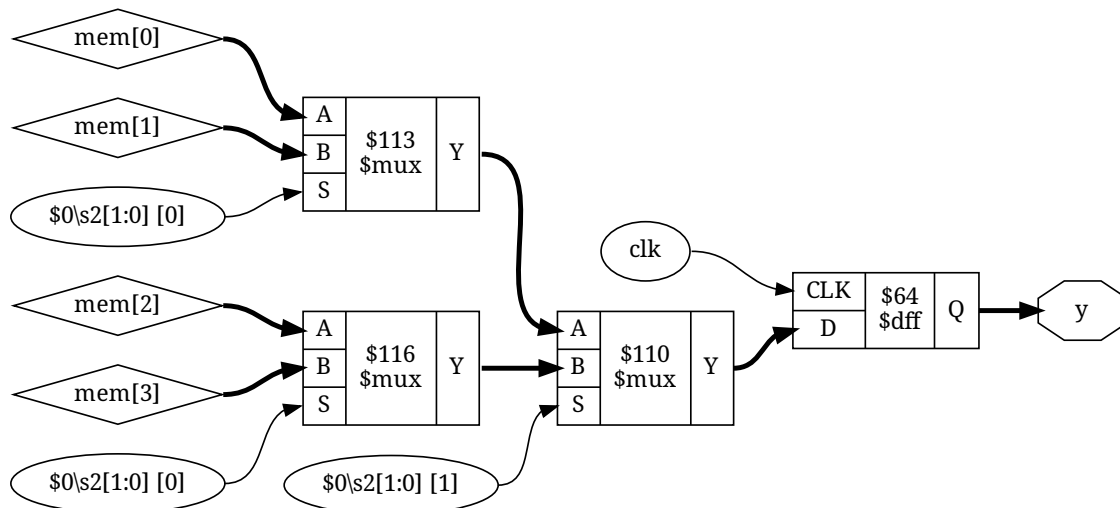 mem[0]
mem[1]
$0\s2[1:0] [0]
A
B
S
$113
$mux
Y
mem[2]
mem[3]
$0\s2[1:0] [0]
A
B
S
$116
$mux
Y
$0\s2[1:0] [1]
A
B
S
$110
$mux
Y
clk
CLK
D
$64
$dff
Q
y